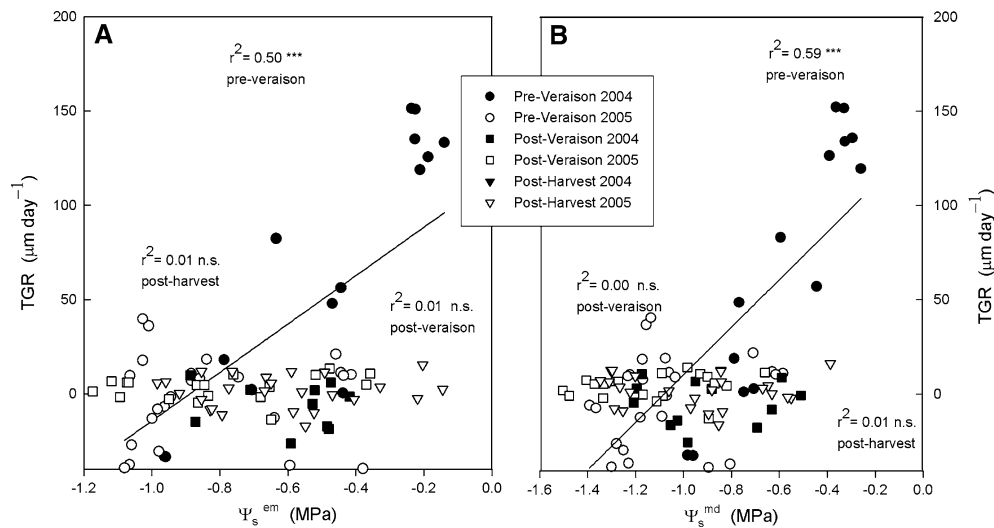 A
r²= 0.50 ***
pre-veraison
r²= 0.01 n.s.
post-harvest
r²= 0.01 n.s.
post-veraison
TGR (µm day⁻¹)
200
150
100
50
0
-1.2
-1.0
-0.8
-0.6
-0.4
-0.2
0.0
Ψₛ ᵉᵐ (MPa)
Pre-Veraison 2004
Pre-Veraison 2005
Post-Veraison 2004
Post-Veraison 2005
Post-Harvest 2004
Post-Harvest 2005
B
r²= 0.59 ***
pre-veraison
r²= 0.00 n.s.
post-veraison
r²= 0.01 n.s.
post-harvest
200
150
100
50
0
TGR (µm day⁻¹)
-1.6
-1.4
-1.2
-1.0
-0.8
-0.6
-0.4
-0.2
0.0
Ψₛ ᵐᵈ (MPa)